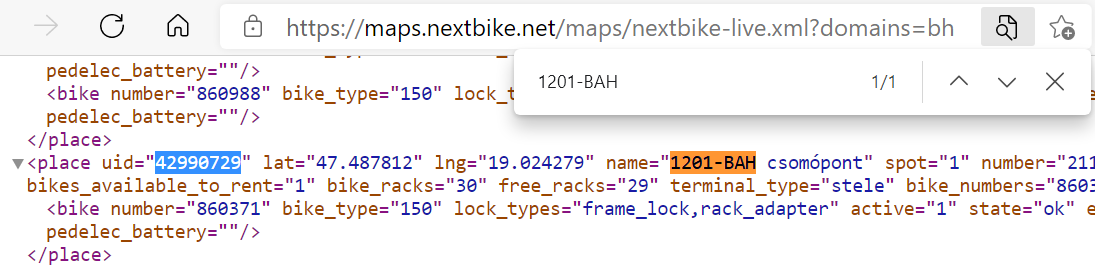 https://maps.nextbike.net/maps/nextbike-live.xml?domains=bh
1201-BAH 1/1
pedelec_battery=""/>
<bike number="860988" bike_type="150" lock_t
pedelec_battery=""/>
</place>
<place uid="42990729" lat="47.487812" lng="19.024279" name="1201-BAH csomópont" spot="1" number="211
bikes_available_to_rent="1" bike_racks="30" free_racks="29" terminal_type="stele" bike_numbers="8603
<bike number="860371" bike_type="150" lock_types="frame_lock,rack_adapter" active="1" state="ok" e
pedelec_battery=""/>
</place>